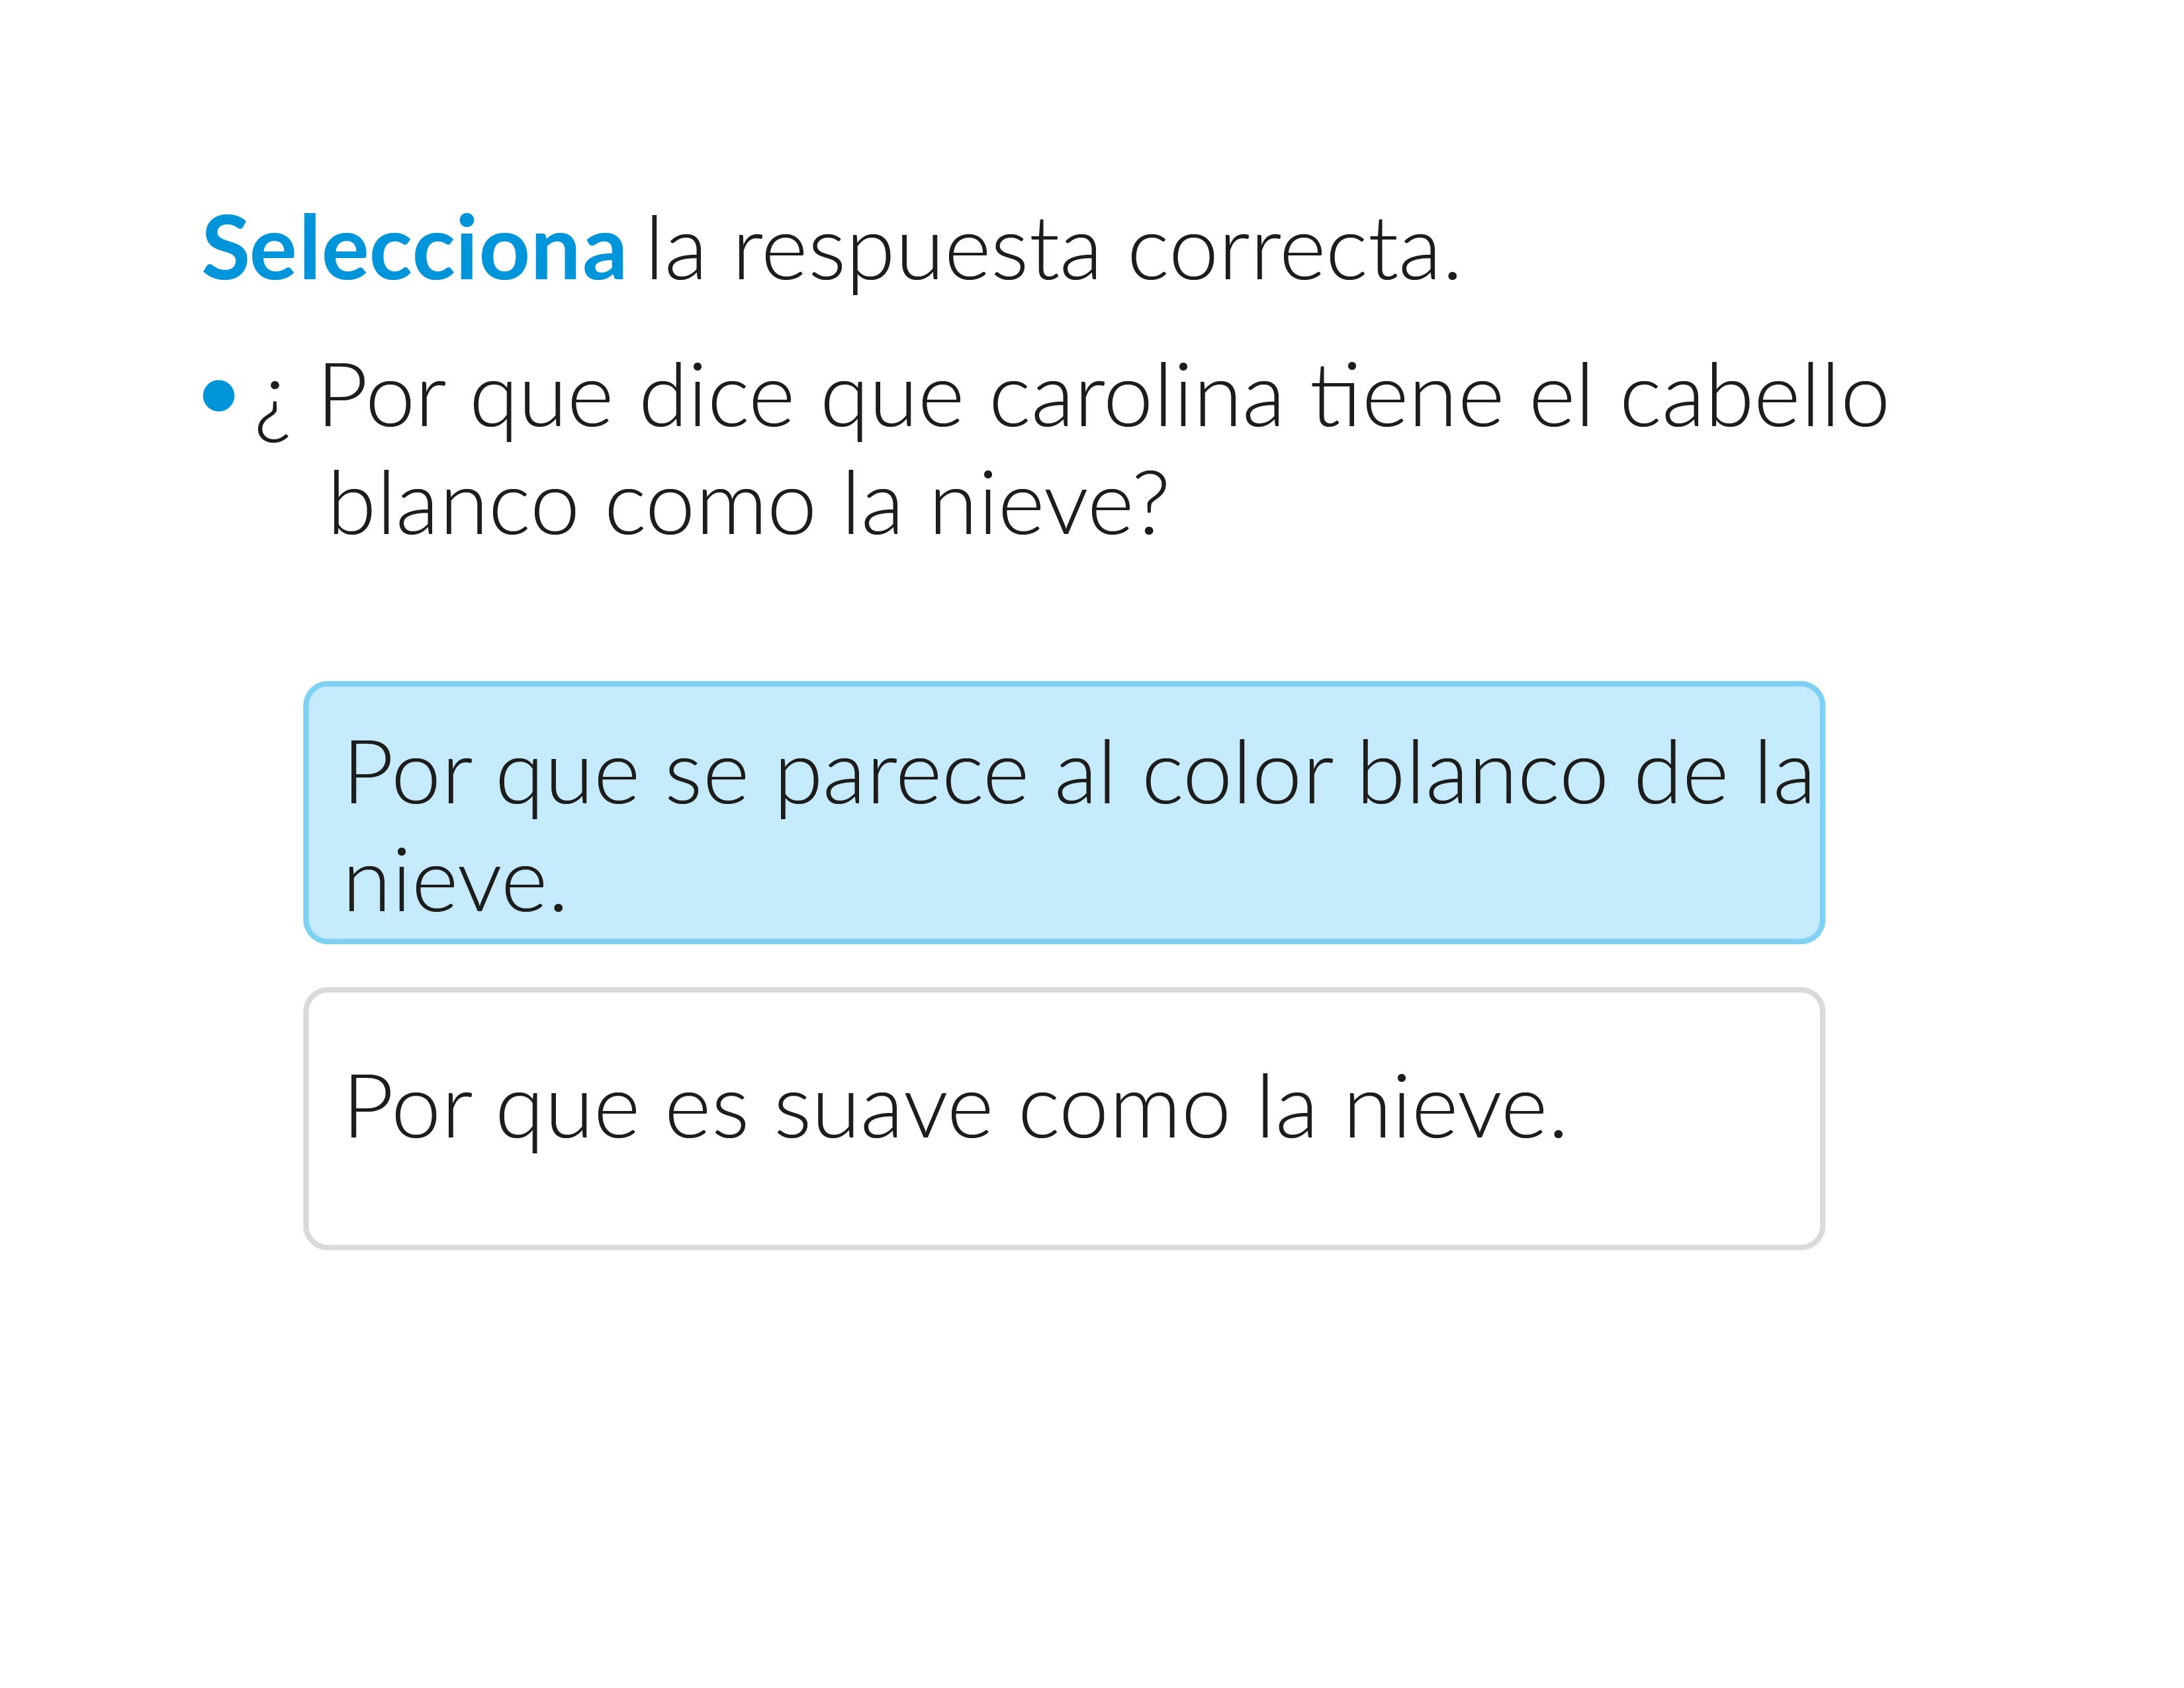 Selecciona la respuesta correcta.
• ¿ Por que dice que carolina tiene el cabello
blanco como la nieve?
Por que se parece al color blanco de la
nieve.
Por que es suave como la nieve.